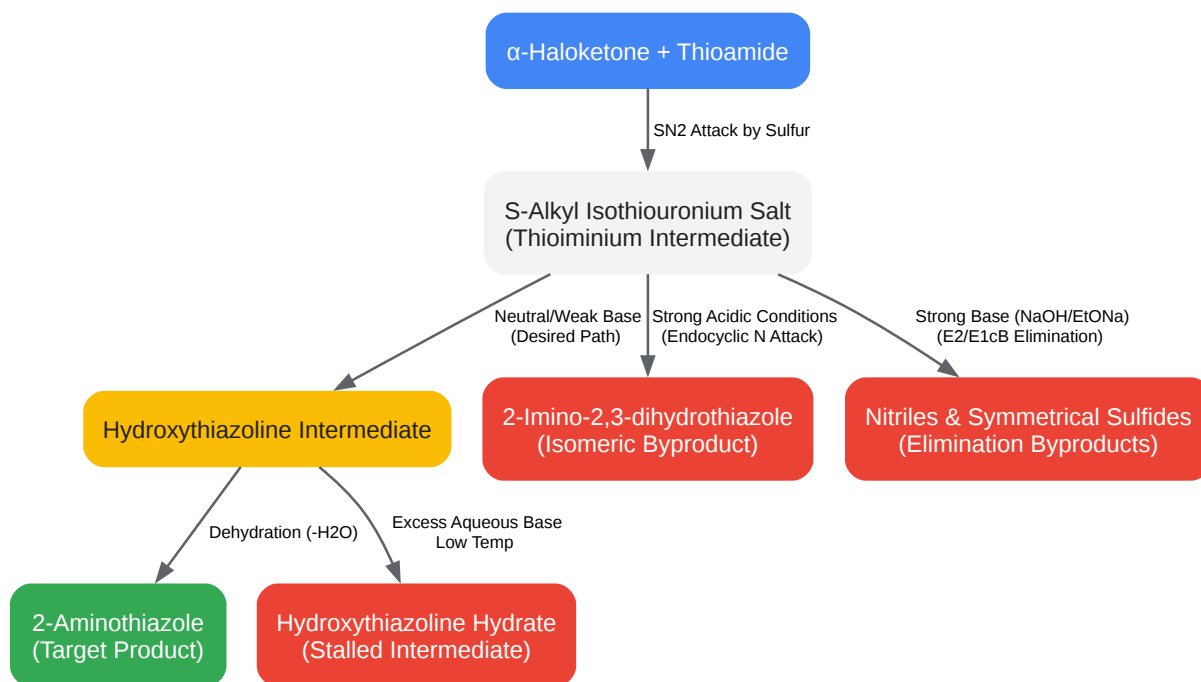 α-Haloketone + Thioamide
SN2 Attack by Sulfur
S-Alkyl Isothiouronium Salt
(Thioiminium Intermediate)
Neutral/Weak Base
(Desired Path)
Strong Acidic Conditions
(Endocyclic N Attack)
Strong Base (NaOH/EtONa)
(E2/E1cB Elimination)
Hydroxythiazoline Intermediate
2-Imino-2,3-dihydrothiazole
(Isomeric Byproduct)
Nitriles & Symmetrical Sulfides
(Elimination Byproducts)
Dehydration (-H2O)
Excess Aqueous Base
Low Temp
2-Aminothiazole
(Target Product)
Hydroxythiazoline Hydrate
(Stalled Intermediate)